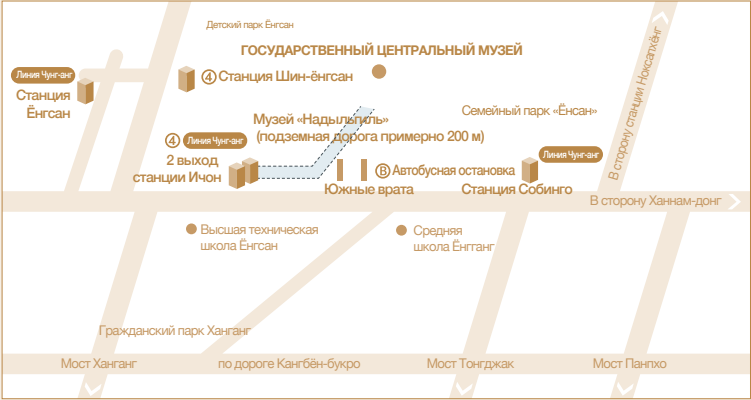 Детский парк Ёнгсан
ГОСУДАРСТВЕННЫЙ ЦЕНТРАЛЬНЫЙ МУЗЕЙ
Линия Чунг-анг
Станция
Ёнгсан
4 Станция Шин-ёнгсан
В сторону станции Ноксапхёнг
Музей «Надыльгиль»
(подземная дорога примерно 200 м)
Семейный парк «Ёнсан»
4 Линия Чунг-анг
2 выход
станции Ичон
B Автобусная остановка
Южные врата
Линия Чунг-анг
Станция Собинго
В сторону Ханнам-донг
Высшая техническая
школа Ёнгсан
Средняя
школа Ёнгганг
Гражданский парк Ханганг
Мост Ханганг
по дороге Кангбён-букро
Мост Тонгджак
Мост Панпхо